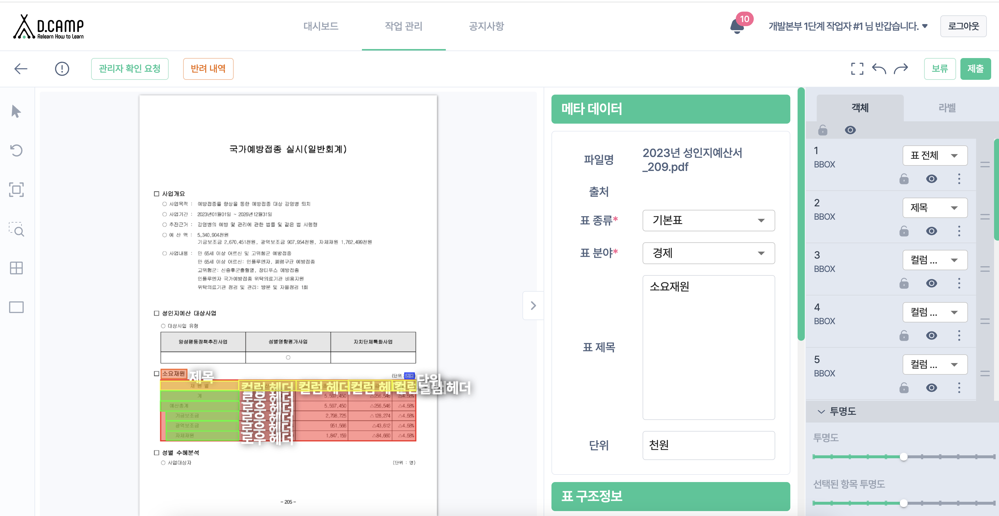 D.CAMP
Relearn How to Learn
대시보드
작업 관리
공지사항
10
개발본부 1단계 작업자 #1 님 반갑습니다.
로그아웃
관리자 확인 요청
반려 내역
보류
제출
국가예방접종 실시(일반회계)
□ 사업개요
○ 사업목적 : 예방접종률 향상을 통한 예방접종 대상 감염병 퇴치
○ 사업기간 : 2023년01월01일 ~ 2026년12월31일
○ 추진근거 : 감염병의 예방 및 관리에 관한 법률 및 같은 법 시행령
○ 예 산 액 : 5,340,904천원
기금보조금 2,670,451천원, 광역보조금 907,954천원, 자체재원 1,762,499천원
○ 사업내용 : 만 65세 이상 어르신 및 고위험군 예방접종
만 65세 이상 어르신: 인플루엔자, 폐렴구균 예방접종
고위험군: 신증후군출혈열, 장티푸스 예방접종
인플루엔자 국가예방접종 위탁의료기관 비용지원
위탁의료기관 점검 및 관리: 방문 및 자율점검 1회
□ 성인지예산 대상사업
○ 대상사업 유형
양성평등정책추진사업 성별영향평가사업 자치단체특화사업
○
□ 소요재원 제목
(단위 : 천원) 단위
재 원 별 컬럼 헤더 컬럼 헤더 컬럼 헤 컬럼 헤더
계 로우 헤더 5,597,450 △256,546 △4.58%
예산총계 로우 헤더 5,597,450 △256,546 △4.58%
기금보조금 로우 헤더 2,798,725 △128,274 △4.58%
광역보조금 로우 헤더 951,566 △43,612 △4.58%
자체재원 로우 헤더 1,847,159 △84,660 △4.58%
□ 성별 수혜분석
○ 사업대상자 (단위 : 명)
- 205 -
메타 데이터
파일명 2023년 성인지예산서
_209.pdf
출처
표 종류* 기본표
표 분야* 경제
표 제목 소요재원
단위 천원
표 구조정보
객체
라벨
1 표 전체
BBOX
2 제목
BBOX
3 컬럼 ...
BBOX
4 컬럼 ...
BBOX
5 컬럼 ...
BBOX
투명도
투명도
선택된 항목 투명도